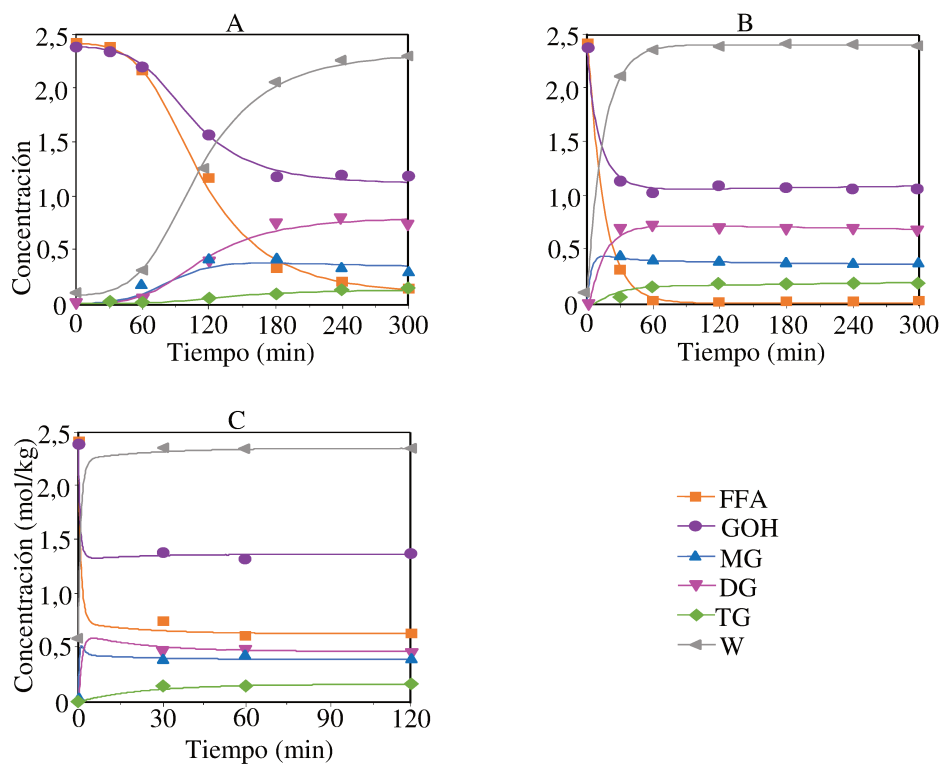 A
2,5
2,0
1,5
1,0
0,5
0
Concentración
0 60 120 180 240 300
Tiempo (min)
B
2,5
2,0
1,5
1,0
0,5
0
0 60 120 180 240 300
Tiempo (min)
C
2,5
2,0
1,5
1,0
0,5
0
Concentración (mol/kg)
0 30 60 90 120
Tiempo (min)
FFA
GOH
MG
DG
TG
W